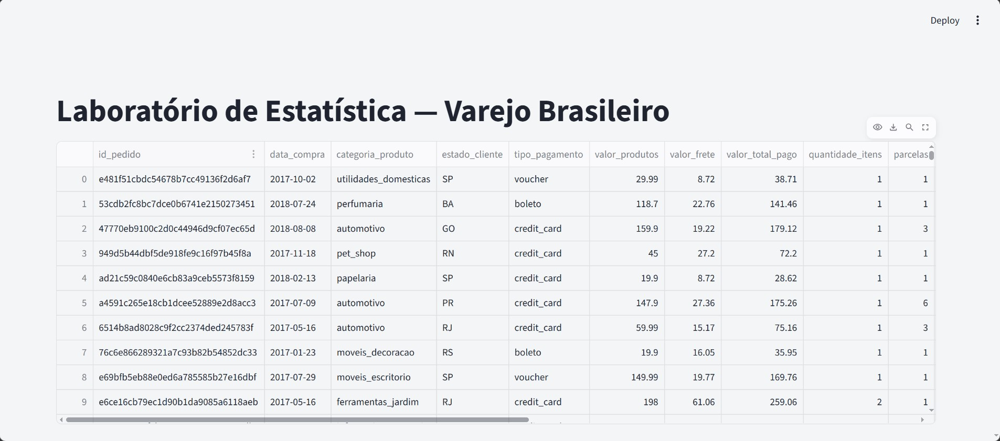 Deploy
Laboratório de Estatística — Varejo Brasileiro
id_pedido data_compra categoria_produto estado_cliente tipo_pagamento valor_produtos valor_frete valor_total_pago quantidade_itens parcelas
0 e481f51cbdc54678b7cc49136f2d6af7 2017-10-02 utilidades_domesticas SP voucher 29.99 8.72 38.71 1 1
1 53cdb2fc8bc7dce0b6741e2150273451 2018-07-24 perfumaria BA boleto 118.7 22.76 141.46 1 1
2 47770eb9100c2d0c44946d9cf07ec65d 2018-08-08 automotivo GO credit_card 159.9 19.22 179.12 1 3
3 949d5b44dbf5de918fe9c16f97b45f8a 2017-11-18 pet_shop RN credit_card 45 27.2 72.2 1 1
4 ad21c59c0840e6cb83a9ceb5573f8159 2018-02-13 papelaria SP credit_card 19.9 8.72 28.62 1 1
5 a4591c265e18cb1dcee52889e2d8acc3 2017-07-09 automotivo PR credit_card 147.9 27.36 175.26 1 6
6 6514b8ad8028c9f2cc2374ded245783f 2017-05-16 automotivo RJ credit_card 59.99 15.17 75.16 1 3
7 76c6e866289321a7c93b82b54852dc33 2017-01-23 moveis_decoracao RS boleto 19.9 16.05 35.95 1 1
8 e69bfb5eb88e0ed6a785585b27e16dbf 2017-07-29 moveis_escritorio SP voucher 149.99 19.77 169.76 1 1
9 e6ce16cb79ec1d90b1da9085a6118aeb 2017-05-16 ferramentas_jardim RJ credit_card 198 61.06 259.06 2 1